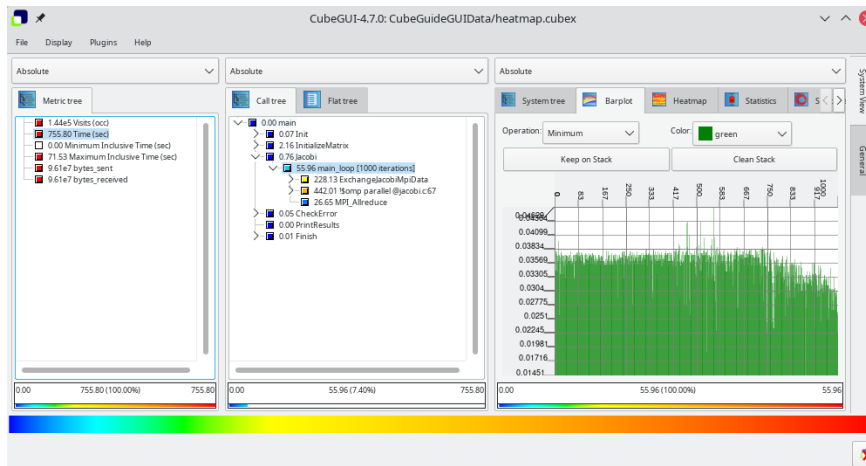 CubeGUI-4.7.0: CubeGuideGUIData/heatmap.cubex
File Display Plugins Help
Absolute
Absolute
Absolute
Metric tree
Call tree
Flat tree
System tree
Barplot
Heatmap
Statistics
S
System View
General
1.44e5 Visits (occ)
755.80 Time (sec)
0.00 Minimum Inclusive Time (sec)
71.53 Maximum Inclusive Time (sec)
9.61e7 bytes_sent
9.61e7 bytes_received
0.00 main
0.07 Init
2.16 InitializeMatrix
0.76 Jacobi
55.96 main_loop [1000 iterations]
228.13 ExchangeJacobiMpiData
442.01 !$omp parallel @jacobi.c:67
26.65 MPI_Allreduce
0.05 CheckError
0.00 PrintResults
0.01 Finish
Operation: Minimum
Color: green
Keep on Stack
Clean Stack
0
83
167
250
333
417
500
583
667
750
833
917
1000
0.04099
0.03834
0.03569
0.03305
0.0304
0.02775
0.0251
0.02245
0.01981
0.01716
0.01451
0.00 755.80 (100.00%) 755.80
0.00 55.96 (7.40%) 755.80
0.00 55.96 (100.00%) 55.96